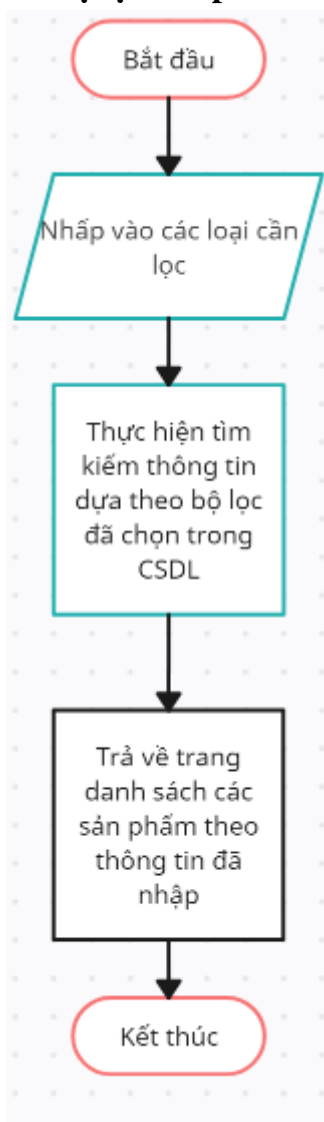 Bắt đầu
Nhấp vào các loại cần
lọc
Thực hiện tìm
kiếm thông tin
dựa theo bộ lọc
đã chọn trong
CSDL
Trả về trang
danh sách các
sản phẩm theo
thông tin đã
nhập
Kết thúc